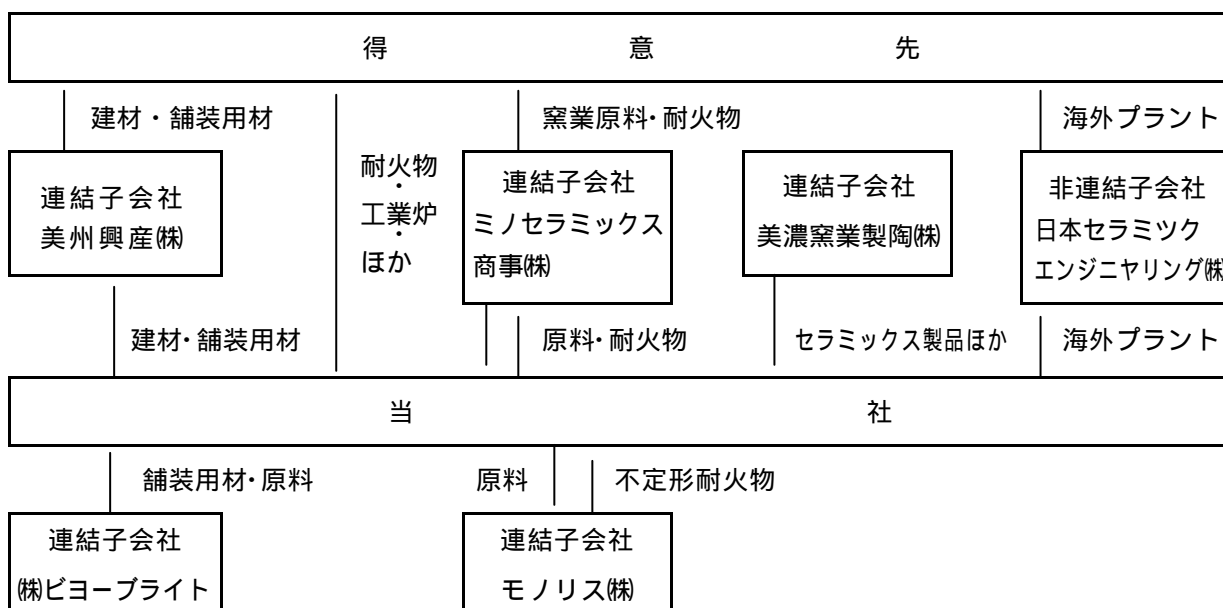 得意先
建材・舗装用材
窯業原料・耐火物
海外プラント
連結子会社
美州興産㈱
耐火物
・
工業炉
・
ほか
連結子会社
ミノセラミックス
商事㈱
連結子会社
美濃窯業製陶㈱
非連結子会社
日本セラミツク
エンジニヤリング㈱
建材・舗装用材
原料・耐火物
セラミックス製品ほか
海外プラント
当社
舗装用材・原料
原料
不定形耐火物
連結子会社
㈱ビヨーブライト
連結子会社
モノリス㈱